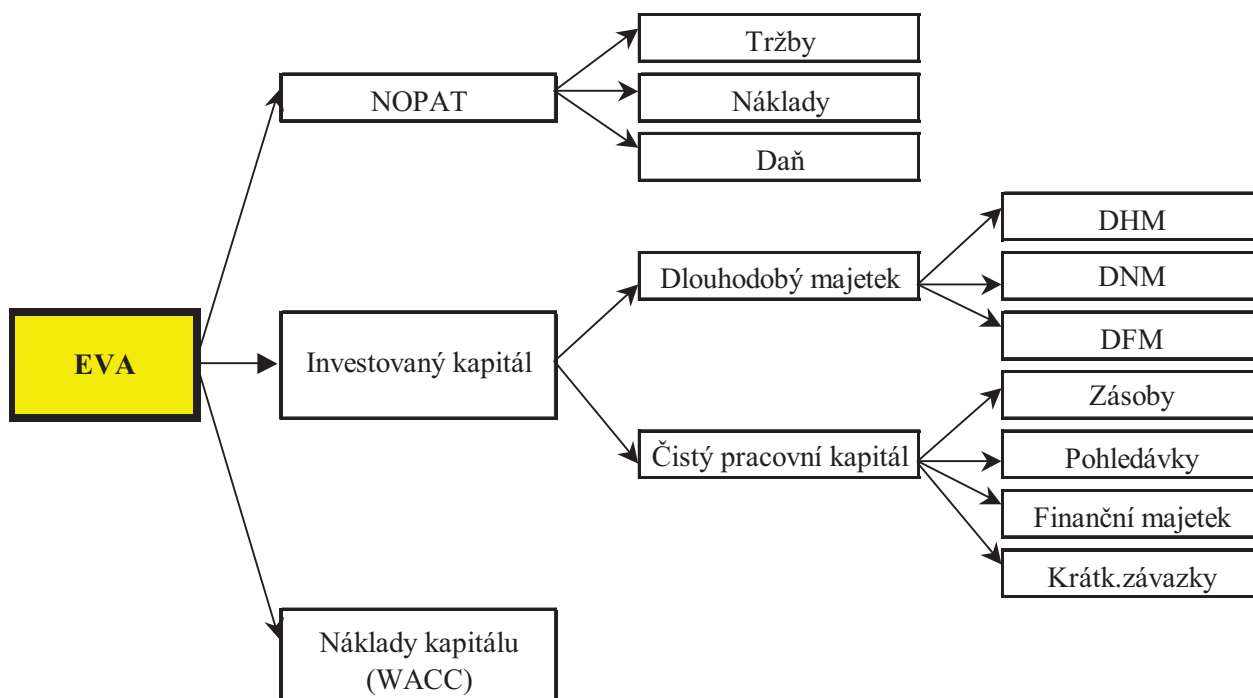 Tržby
NOPAT
Náklady
Daň
DHM
Dlouhodobý majetek
DNM
DFM
EVA
Investovaný kapitál
Zásoby
Čistý pracovní kapitál
Pohledávky
Finanční majetek
Krátk.závazky
Náklady kapitálu
(WACC)